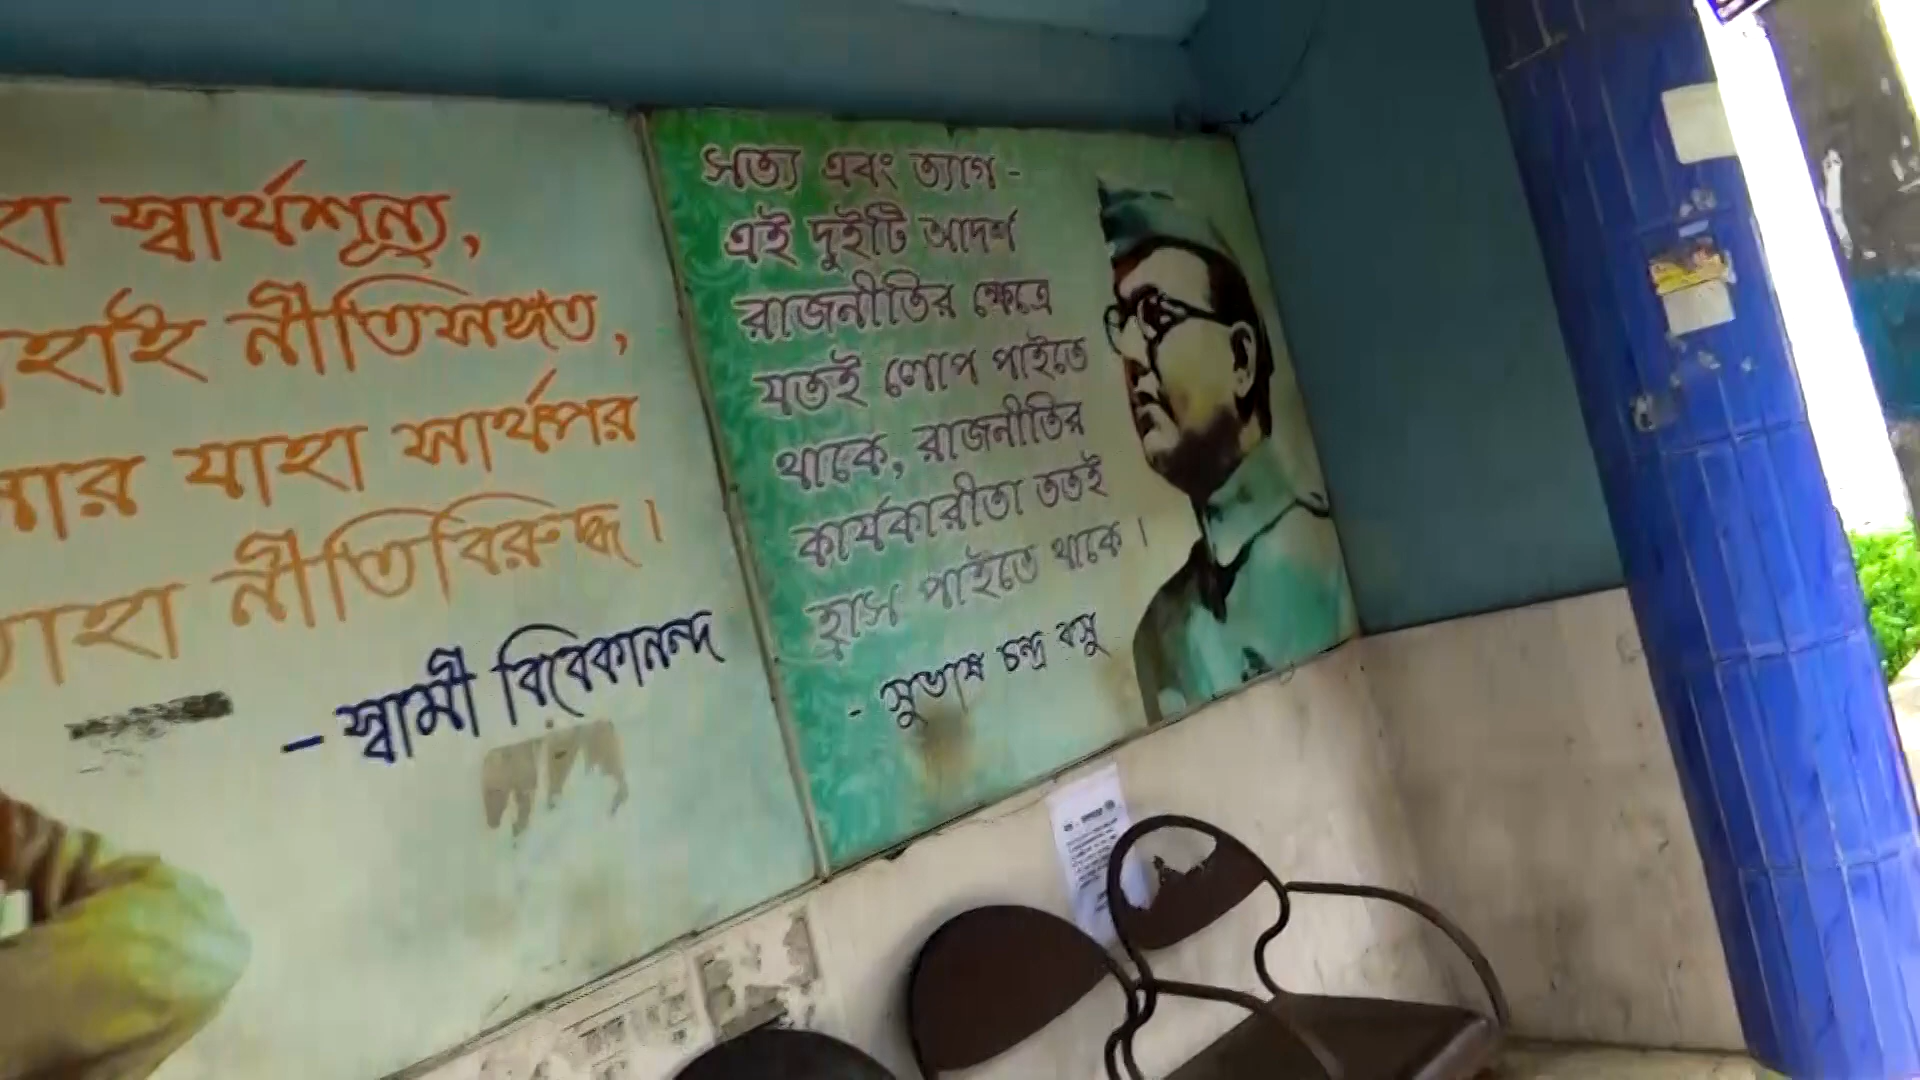 স্বার্থশূন্য,
নীতিসঙ্গত,
যাহা সার্থপর
নীতিবিরুদ্ধ।
- স্বামী বিবেকানন্দ
সত্য এবং ত্যাগ -
এই দুইটি আদর্শ
রাজনীতির ক্ষেত্রে
যতই লোপ পাইতে
থাকে, রাজনীতির
কার্যকারীতা ততই
হ্রাস পাইতে থাকে।
- সুভাষ চন্দ্র বসু